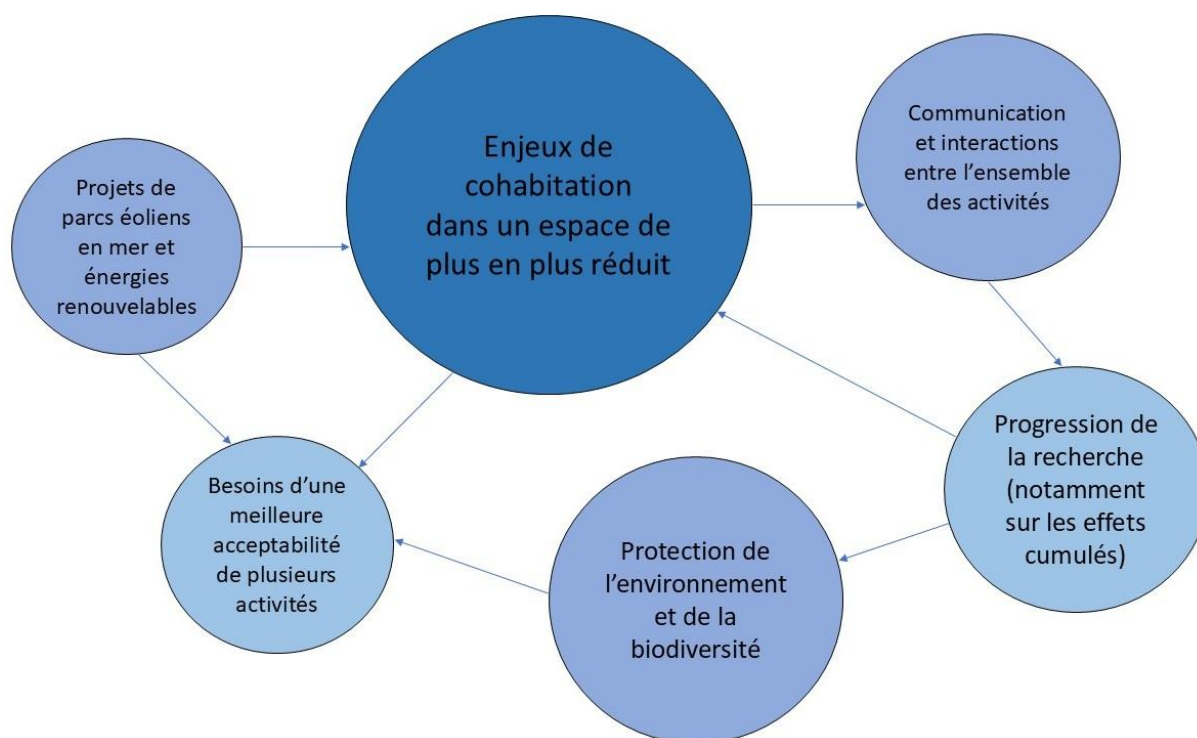 Enjeux de
cohabitation
dans un espace de
plus en plus réduit
Communication
et interactions
entre l'ensemble
des activités
Projets de
parcs éoliens
en mer et
énergies
renouvelables
Progression de
la recherche
(notamment
sur les effets
cumulés)
Besoins d'une
meilleure
acceptabilité
de plusieurs
activités
Protection de
l'environnement
et de la
biodiversité